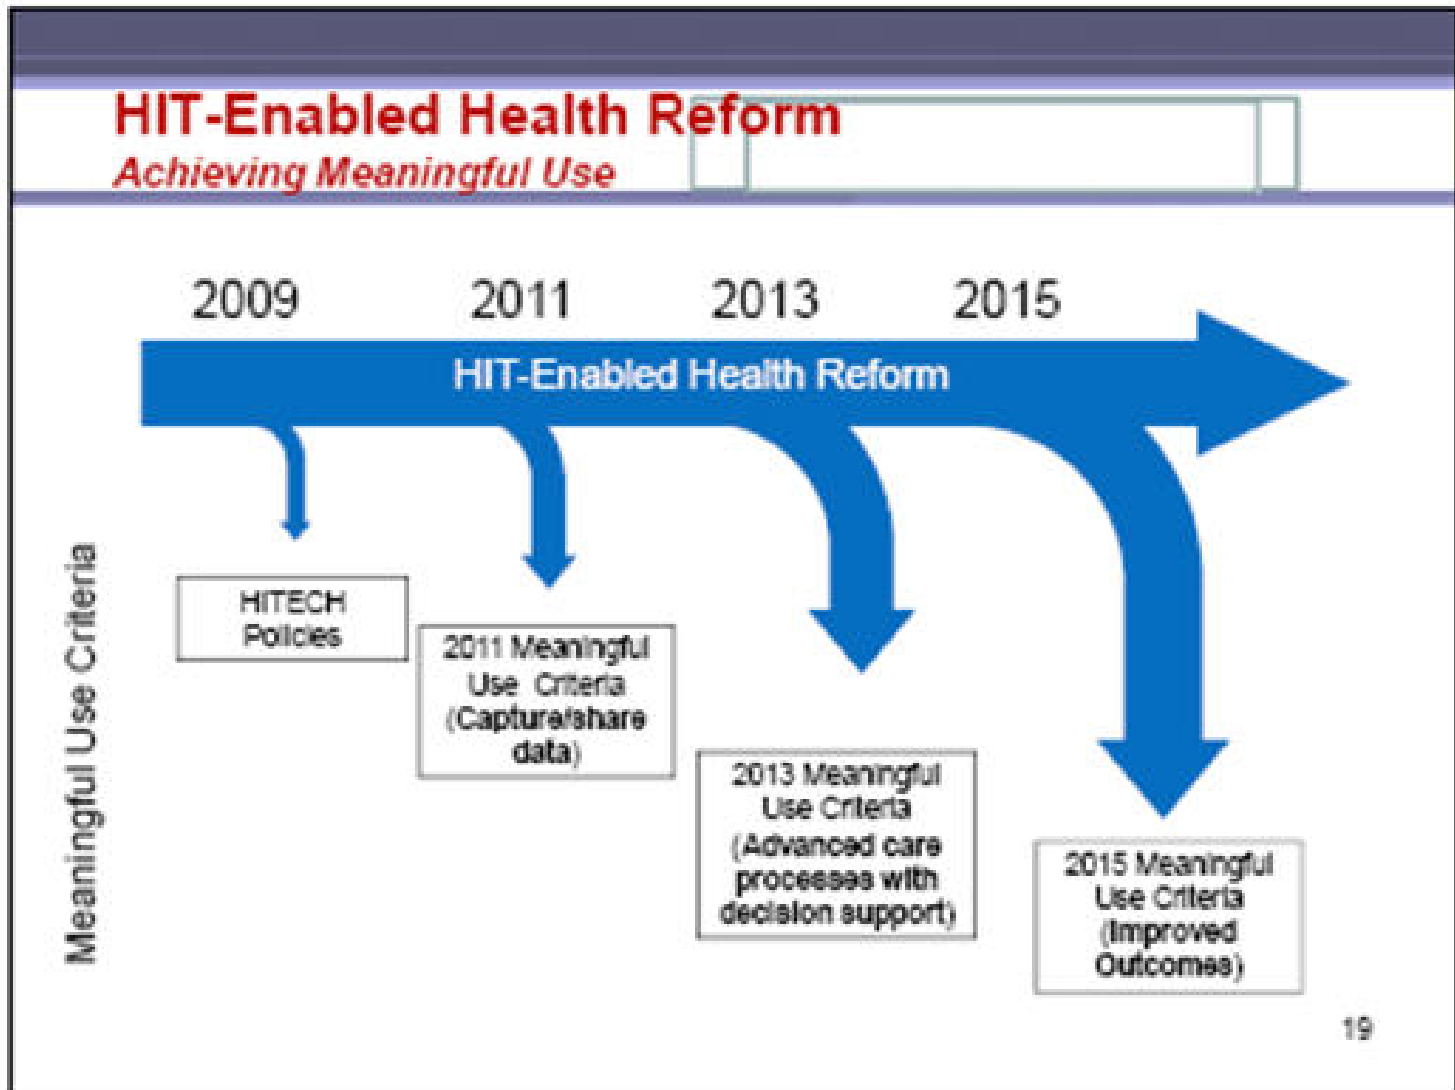 HIT-Enabled Health Reform
Achieving Meaningful Use
2009 2011 2013 2015
HIT-Enabled Health Reform
Meaningful Use Criteria
HITECH
Policies
2011 Meaningful
Use Criteria
(Capture/share
data)
2013 Meaningful
Use Criteria
(Advanced care
processes with
decision support)
2015 Meaningful
Use Criteria
(Improved
Outcomes)
19